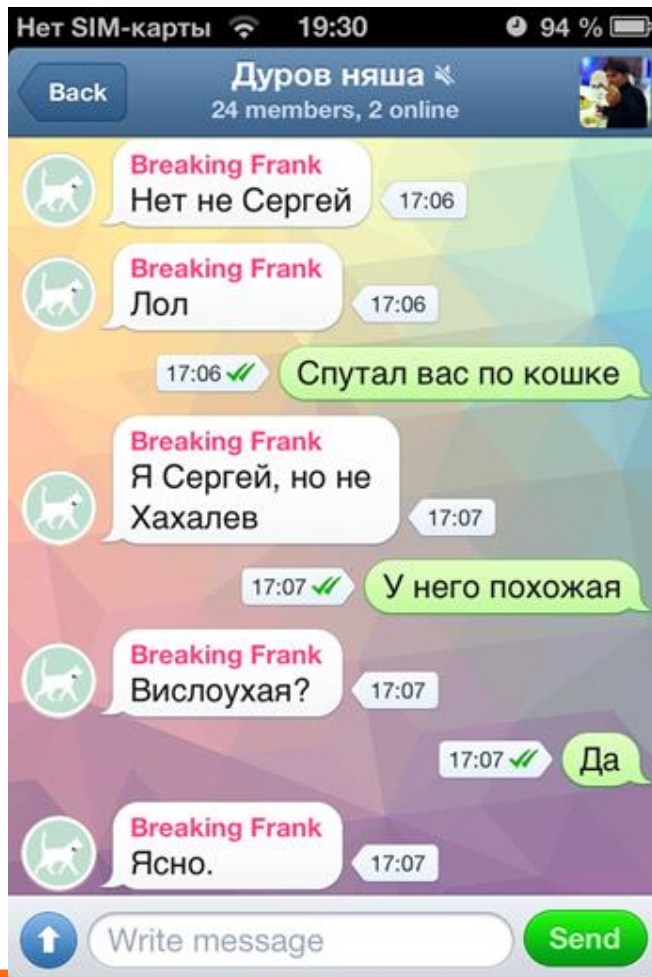 Нет SIM-карты 19:30 94 %
Back
Дуров няша
24 members, 2 online
Breaking Frank
Нет не Сергей 17:06
Breaking Frank
Лол 17:06
17:06 Спутал вас по кошке
Breaking Frank
Я Сергей, но не
Хахалев 17:07
17:07 У него похожая
Breaking Frank
Вислоухая? 17:07
17:07 Да
Breaking Frank
Ясно. 17:07
Write message Send